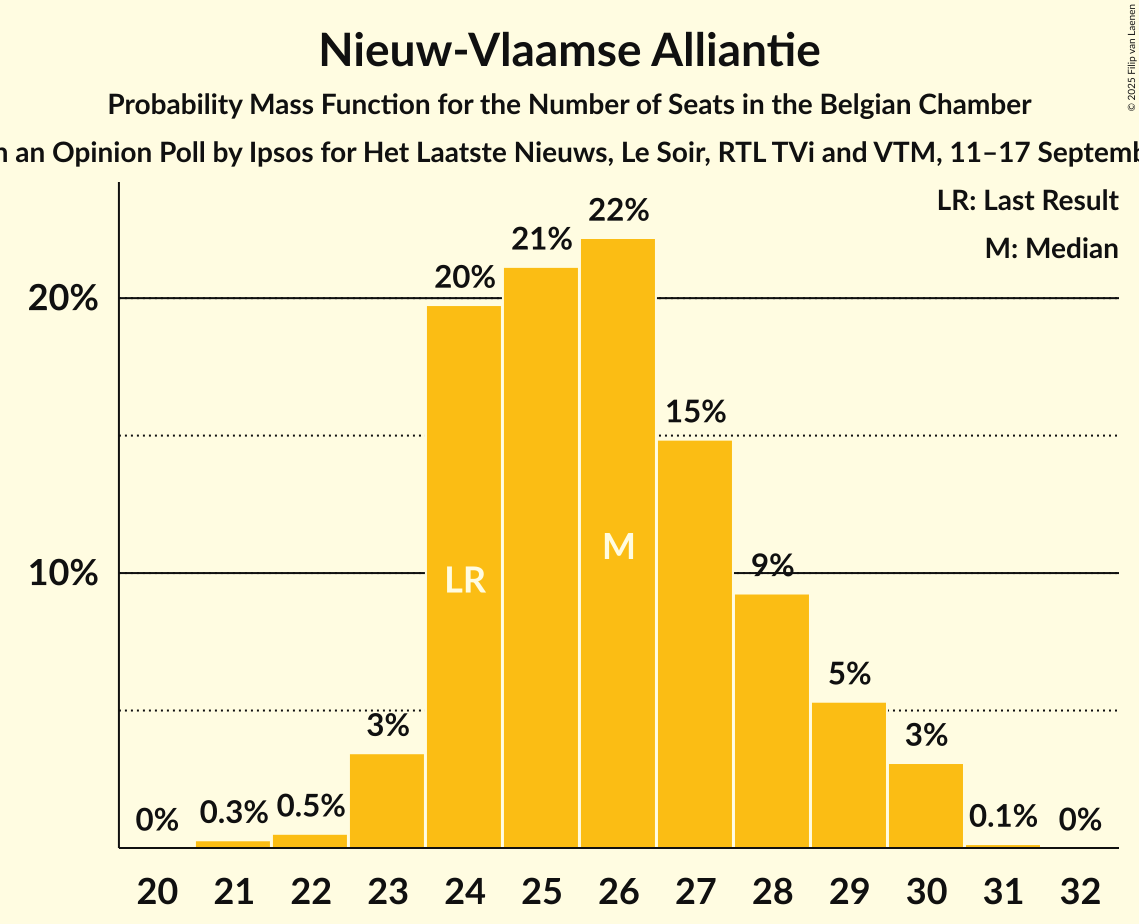 © 2025 Filip van Laenen
Nieuw-Vlaamse Alliantie
Probability Mass Function for the Number of Seats in the Belgian Chamber
an Opinion Poll by Ipsos for Het Laatste Nieuws, Le Soir, RTL TVi and VTM, 11–17
LR: Last Result
M: Median
20%
10%
0%
0.3%
0.5%
3%
20%
21%
22%
15%
9%
5%
3%
0.1%
0%
LR
M
20 21 22 23 24 25 26 27 28 29 30 31 32